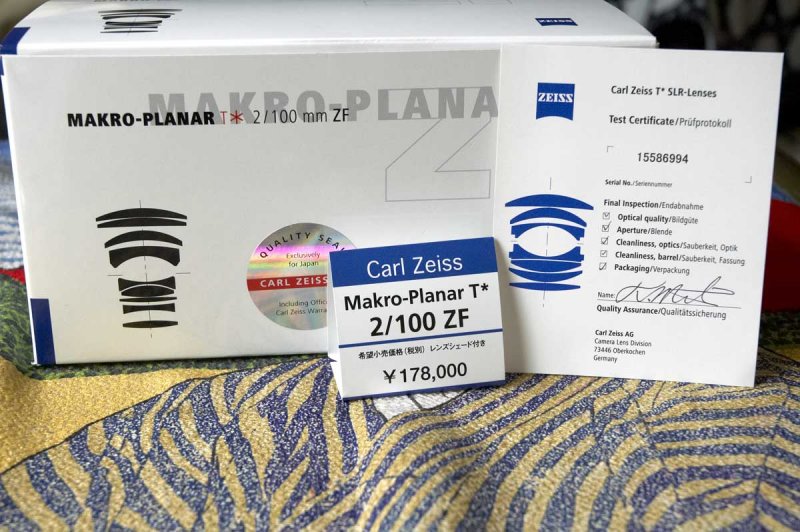 ZEISS
MAKRO-PLANA
MAKRO-PLANAR T* 2/100 mm ZF
Z
QUALITY SEAL
Exclusively
for Japan
CARL ZEISS
Including Offic
Carl Zeiss Warra
Carl Zeiss
Makro-Planar T*
2/100 ZF
希望小売価格(税別) レンズシェード付き
￥178,000
ZEISS
Carl Zeiss T* SLR-Lenses
Test Certificate/Prüfprotokoll
15586994
Serial No./Seriennummer
Final Inspection/Endabnahme
Optical quality/Bildgüte
Aperture/Blende
Cleanliness, optics/Sauberkeit, Optik
Cleanliness, barrel/Sauberkeit, Fassung
Packaging/Verpackung
Name:
Quality Assurance/Qualitätssicherung
Carl Zeiss AG
Camera Lens Division
73446 Oberkochen
Germany